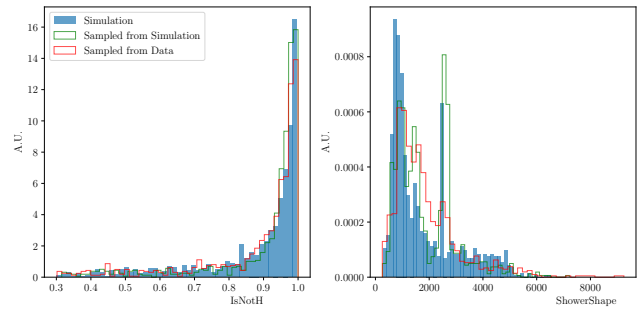 Simulation
Sampled from Simulation
Sampled from Data
A.U.
16
14
12
10
8
6
4
2
0
0.3 0.4 0.5 0.6 0.7 0.8 0.9 1.0
IsNotH
A.U.
0.0008
0.0006
0.0004
0.0002
0.0000
0 2000 4000 6000 8000
ShowerShape